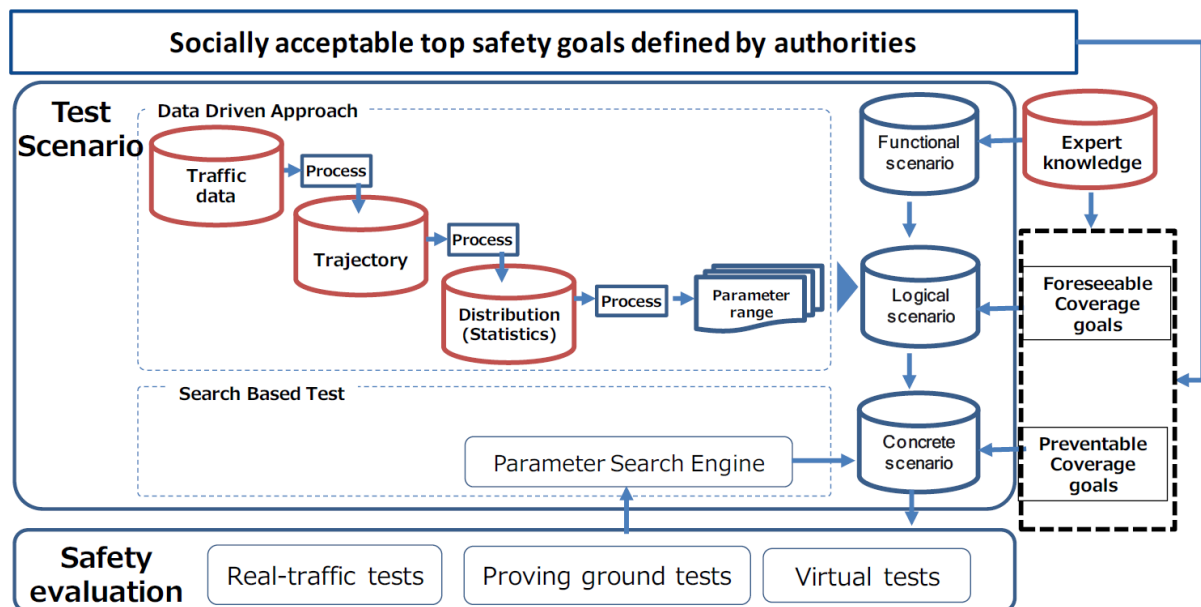 Socially acceptable top safety goals defined by authorities
Test
Scenario
Data Driven Approach
Traffic
data
Process
Trajectory
Process
Distribution
(Statistics)
Process
Parameter
range
Functional
scenario
Expert
knowledge
Logical
scenario
Foreseeable
Coverage
goals
Search Based Test
Parameter Search Engine
Concrete
scenario
Preventable
Coverage
goals
Safety
evaluation
Real-traffic tests
Proving ground tests
Virtual tests